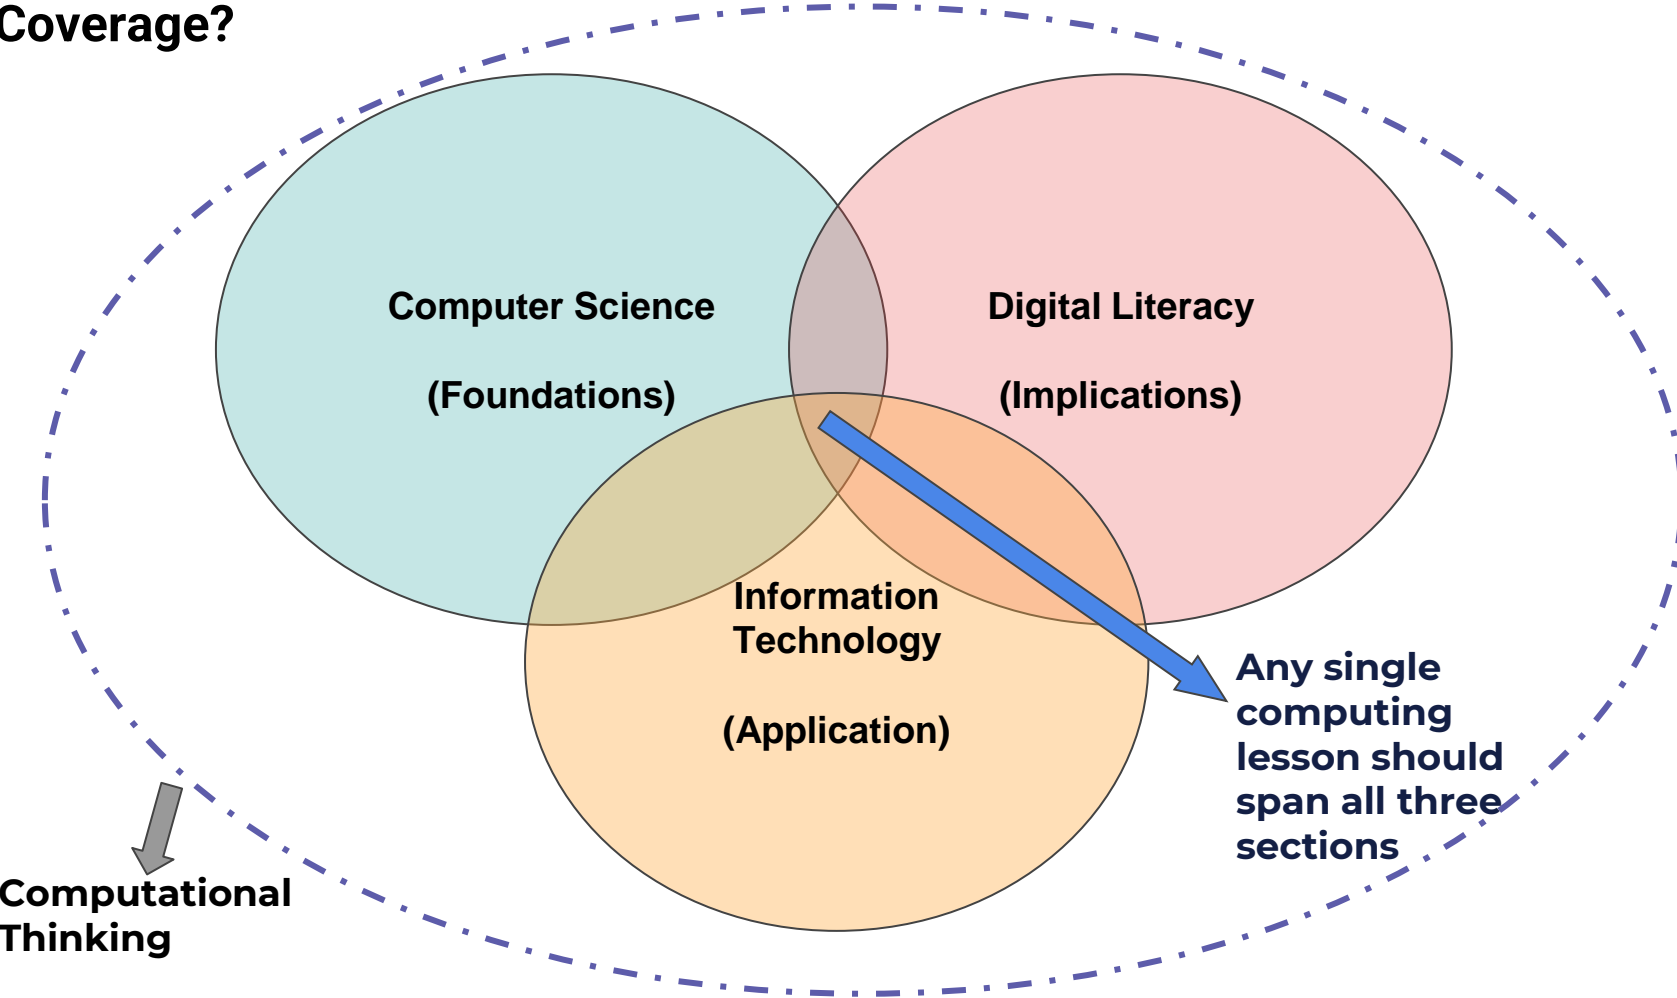 Coverage?
Computer Science
(Foundations)
Digital Literacy
(Implications)
Information
Technology
(Application)
Any single
computing
lesson should
span all three
sections
Computational
Thinking